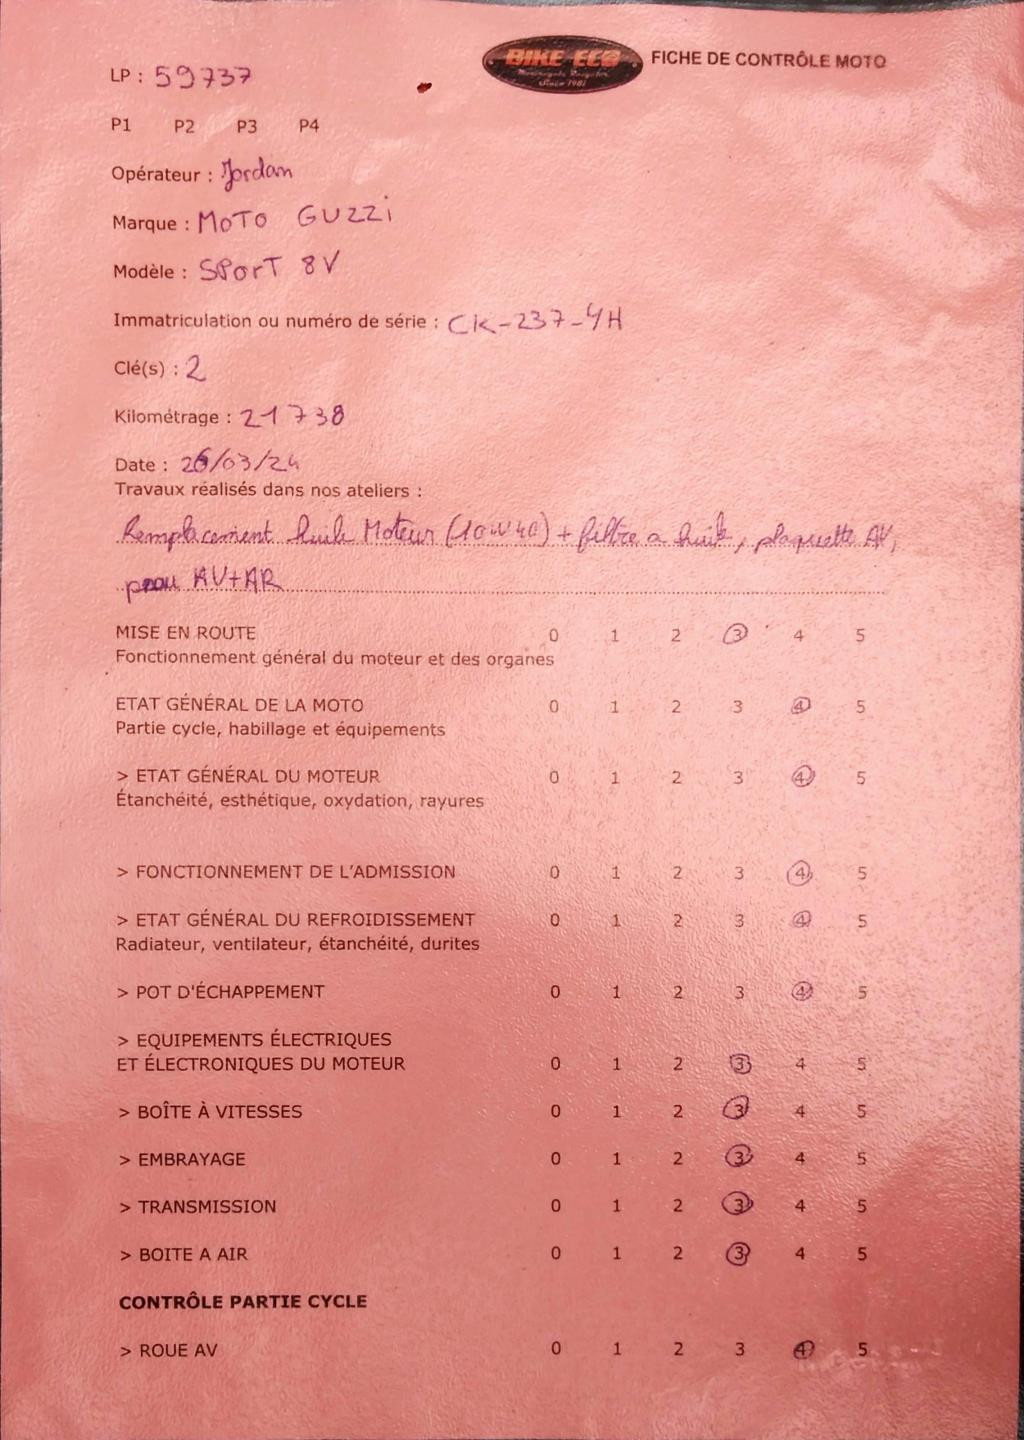 BIKE ECO
Motorcycle Recycler
Since 1981
FICHE DE CONTRÔLE MOTO
LP : 59737
P1 P2 P3 P4
Opérateur : Jordan
Marque : MOTO GUZZi
Modèle : SPorT 8V
Immatriculation ou numéro de série : CK-237-YH
Clé(s) : 2
Kilométrage : 21738
Date : 26/03/24
Travaux réalisés dans nos ateliers :
Remplacement huile Moteur (10W40) + filtre a huile, plaquette AV,
pneu AV+AR
MISE EN ROUTE 0 1 2 3 4 5
Fonctionnement général du moteur et des organes
ETAT GÉNÉRAL DE LA MOTO 0 1 2 3 4 5
Partie cycle, habillage et équipements
> ETAT GÉNÉRAL DU MOTEUR 0 1 2 3 4 5
Étanchéité, esthétique, oxydation, rayures
> FONCTIONNEMENT DE L'ADMISSION 0 1 2 3 4 5
> ETAT GÉNÉRAL DU REFROIDISSEMENT 0 1 2 3 4 5
Radiateur, ventilateur, étanchéité, durites
> POT D'ÉCHAPPEMENT 0 1 2 3 4 5
> EQUIPEMENTS ÉLECTRIQUES
ET ÉLECTRONIQUES DU MOTEUR 0 1 2 3 4 5
> BOÎTE À VITESSES 0 1 2 3 4 5
> EMBRAYAGE 0 1 2 3 4 5
> TRANSMISSION 0 1 2 3 4 5
> BOITE A AIR 0 1 2 3 4 5
CONTRÔLE PARTIE CYCLE
> ROUE AV 0 1 2 3 4 5